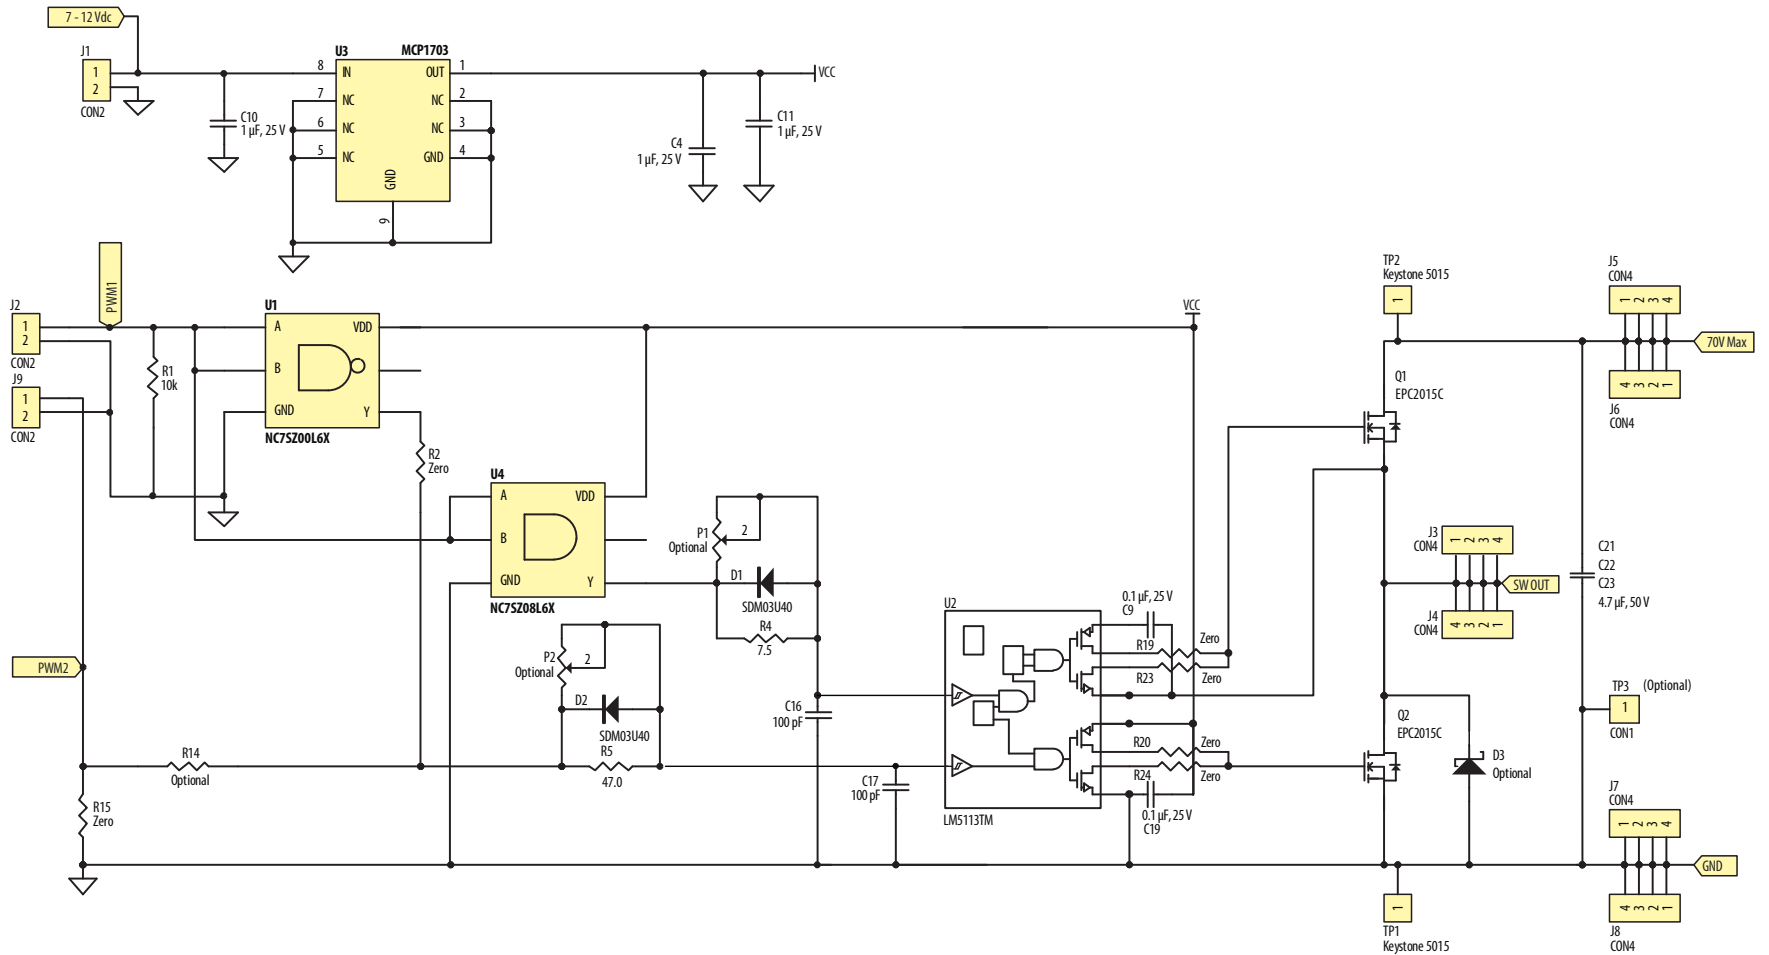 7 - 12 Vdc
J1
1
2
CON2
C10
1 µF, 25 V
U3
MCP1703
8
IN
OUT
1
7
NC
NC
2
6
NC
NC
3
5
NC
GND
4
GND
9
C4
1 µF, 25 V
C11
1 µF, 25 V
VCC
PWM1
J2
1
2
CON2
J9
1
2
CON2
R1
10k
U1
A
VDD
B
GND
Y
NC7SZ00L6X
R2
Zero
U4
A
VDD
B
GND
Y
NC7SZ08L6X
P1
Optional
2
D1
SDM03U40
R4
7.5
P2
Optional
2
D2
SDM03U40
R5
47.0
PWM2
R14
Optional
R15
Zero
C16
100 pF
C17
100 pF
U2
LM5113TM
VCC
0.1 µF, 25 V
C9
R19
Zero
R23
Zero
R20
Zero
R24
Zero
0.1 µF, 25 V
C19
TP2
Keystone 5015
1
Q1
EPC2015C
Q2
EPC2015C
D3
Optional
TP1
Keystone 5015
1
J5
CON4
1 2 3 4
70V Max
4 3 2 1
J6
CON4
J3
CON4
1 2 3 4
SW OUT
J4
CON4
4 3 2 1
C21
C22
C23
4.7 µF, 50 V
TP3
(Optional)
1
CON1
J7
CON4
1 2 3 4
GND
4 3 2 1
J8
CON4